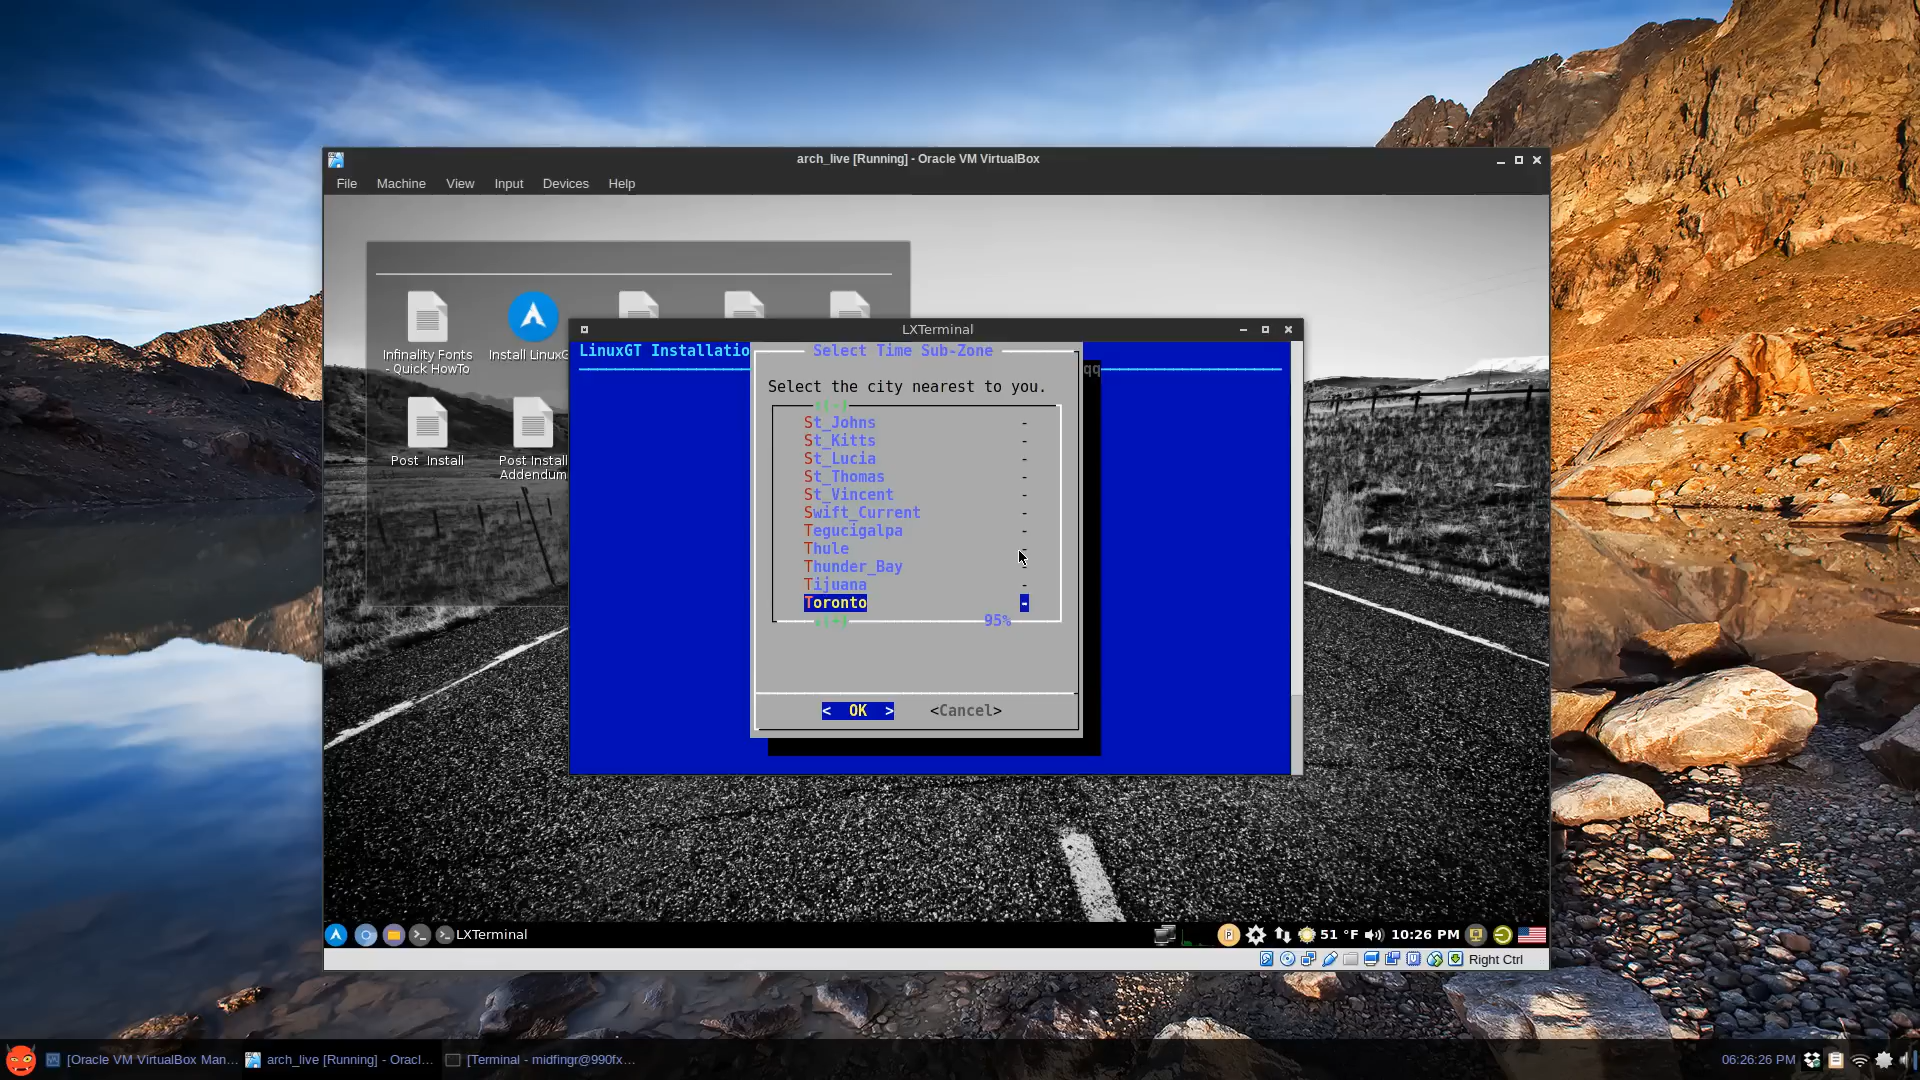 arch_live [Running] - Oracle VM VirtualBox
File Machine View Input Devices Help
Infinality Fonts
- Quick HowTo
Install LinuxG
Post Install
Post Install
Addendum
LXTerminal
LinuxGT Installatio
qq
Select Time Sub-Zone
Select the city nearest to you.
↑(-)
St_Johns -
St_Kitts -
St_Lucia -
St_Thomas -
St_Vincent -
Swift_Current -
Tegucigalpa -
Thule -
Thunder_Bay -
Tijuana -
Toronto -
↓(+) 95%
< OK > <Cancel>
LXTerminal
51 °F 10:26 PM
Right Ctrl
[Oracle VM VirtualBox Man...
arch_live [Running] - Oracl...
[Terminal - midfingr@990fx...
06:26:26 PM